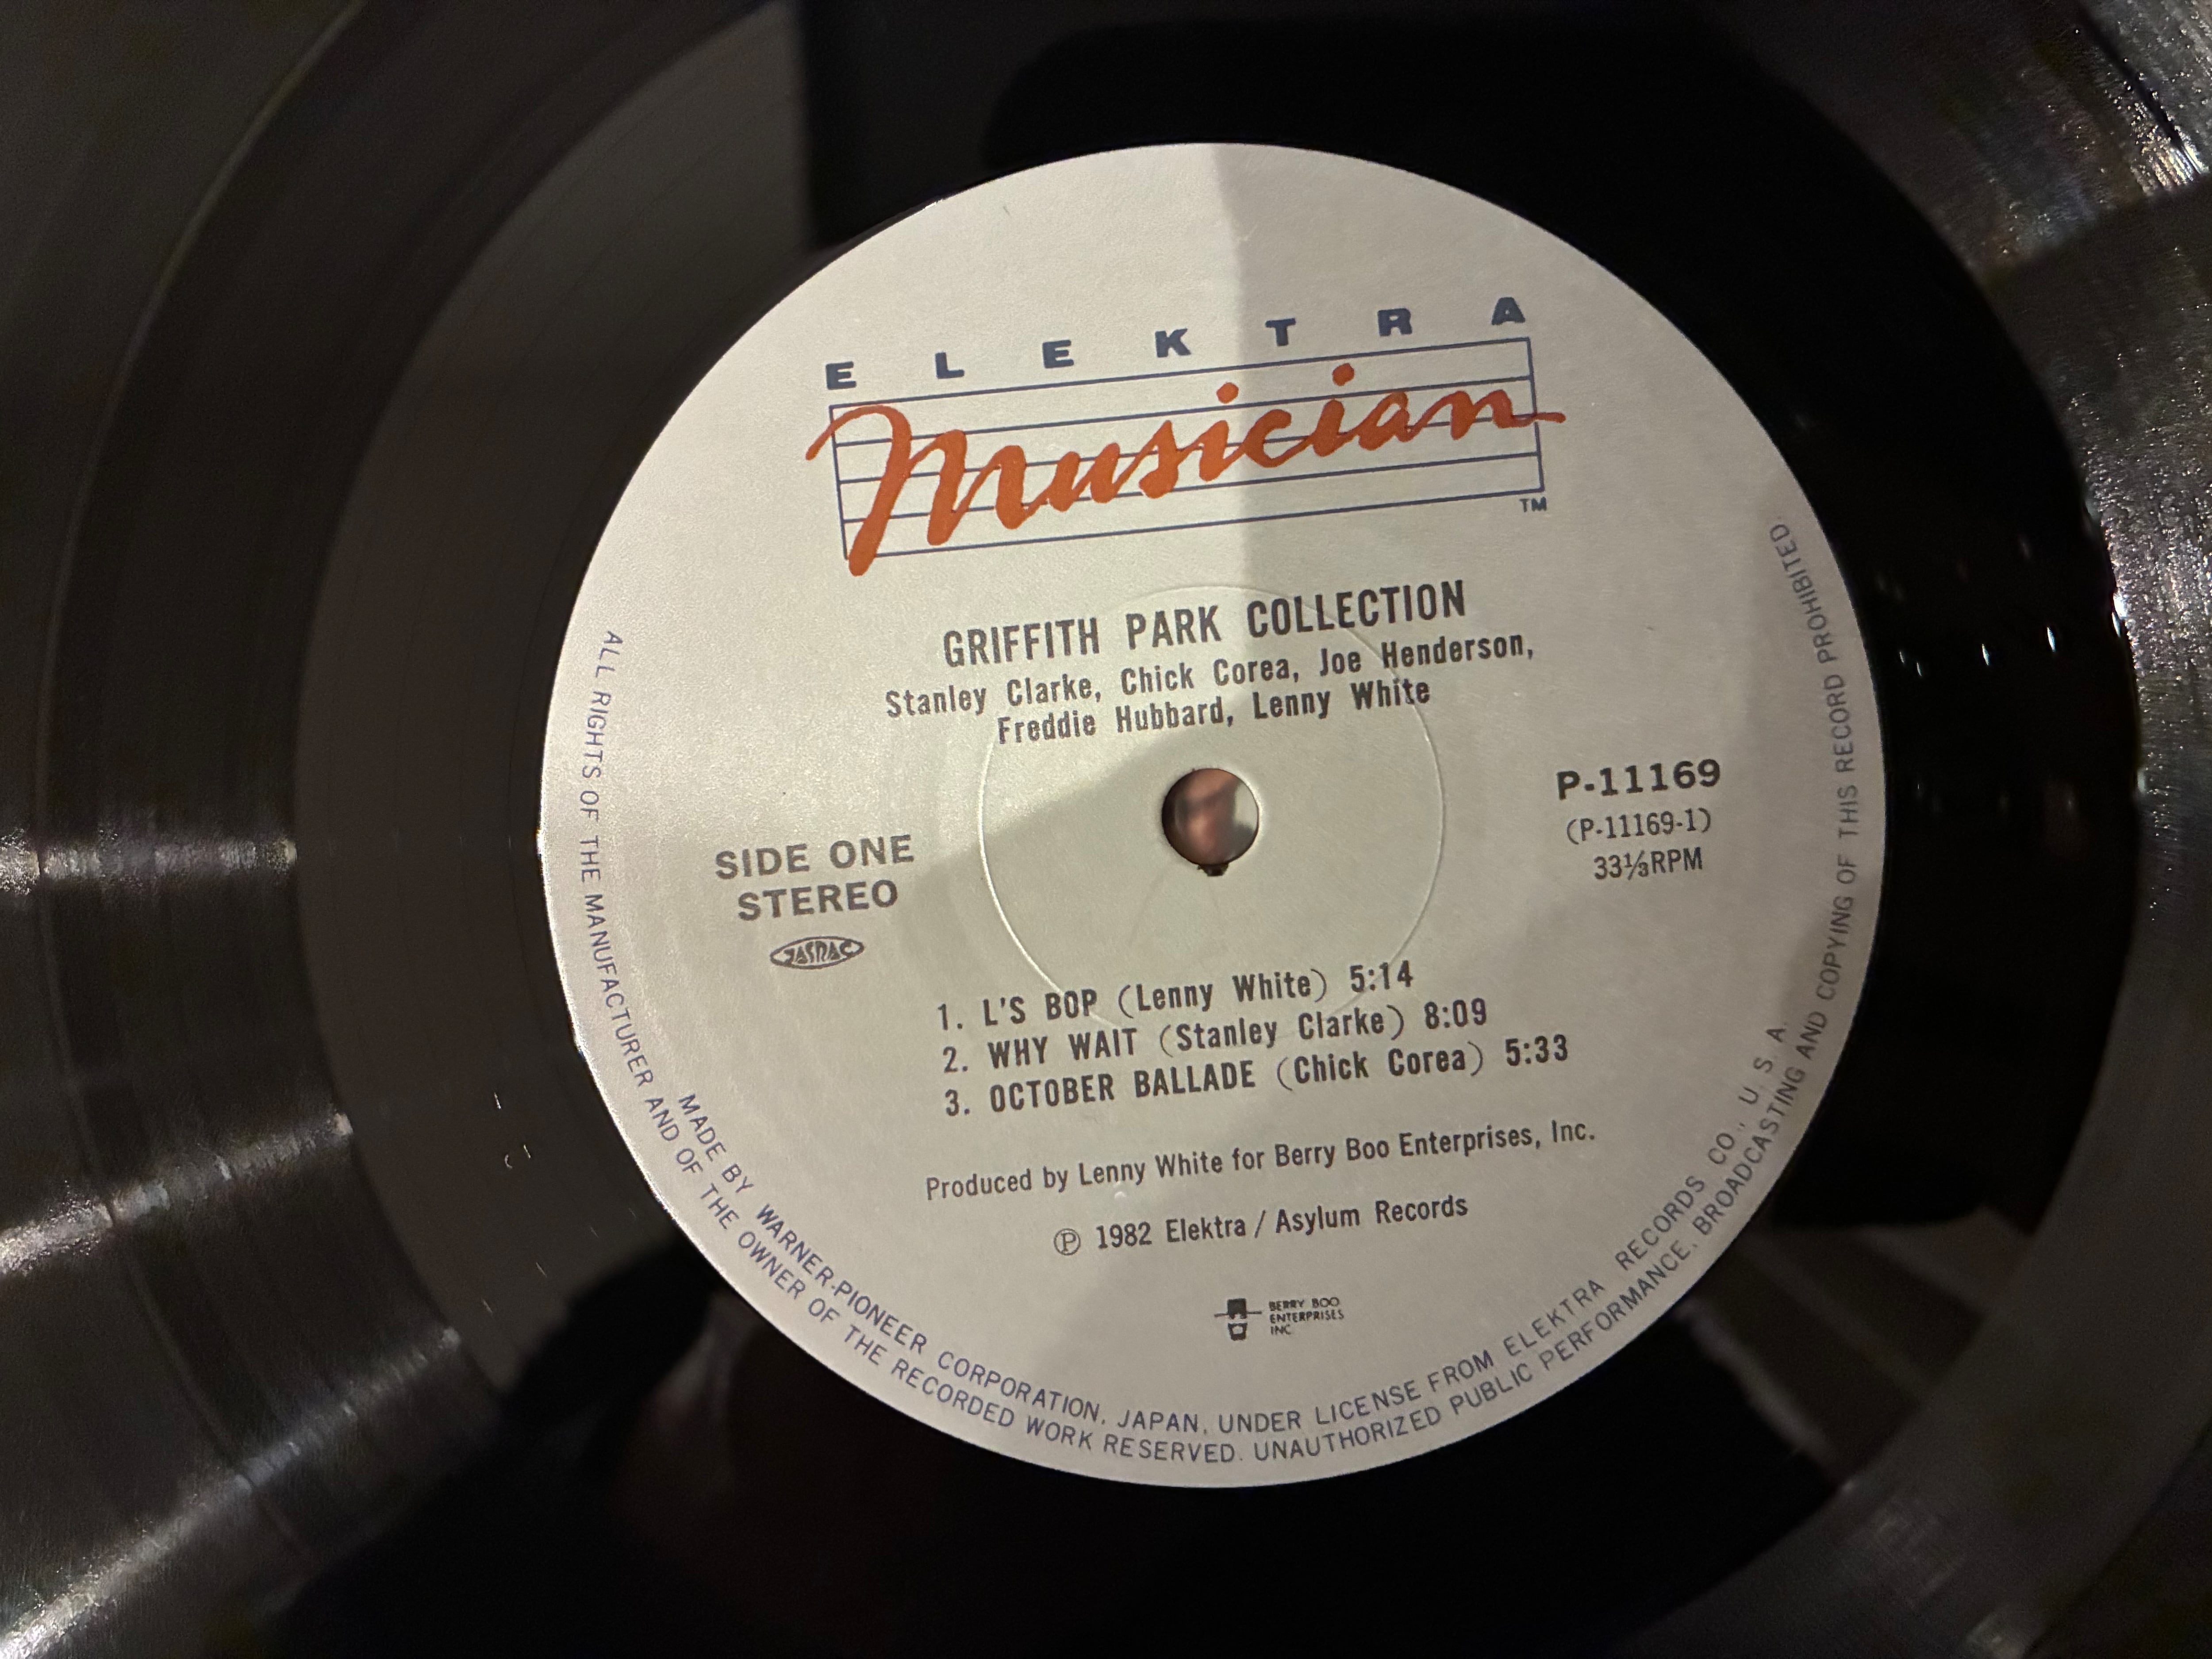 ELEKTRA
Musician
TM
GRIFFITH PARK COLLECTION
Stanley Clarke, Chick Corea, Joe Henderson,
Freddie Hubbard, Lenny White
SIDE ONE
STEREO
JASRAC
P-11169
(P-11169-1)
33⅓RPM
1. L'S BOP (Lenny White) 5:14
2. WHY WAIT (Stanley Clarke) 8:09
3. OCTOBER BALLADE (Chick Corea) 5:33
Produced by Lenny White for Berry Boo Enterprises, Inc.
Ⓟ 1982 Elektra / Asylum Records
BERRY BOO
ENTERPRISES
INC
MADE BY WARNER-PIONEER CORPORATION, JAPAN, UNDER LICENSE FROM ELEKTRA RECORDS CO., U. S. A.
ALL RIGHTS OF THE MANUFACTURER AND OF THE OWNER OF THE RECORDED WORK RESERVED. UNAUTHORIZED PUBLIC PERFORMANCE, BROADCASTING AND COPYING OF THIS RECORD PROHIBITED.